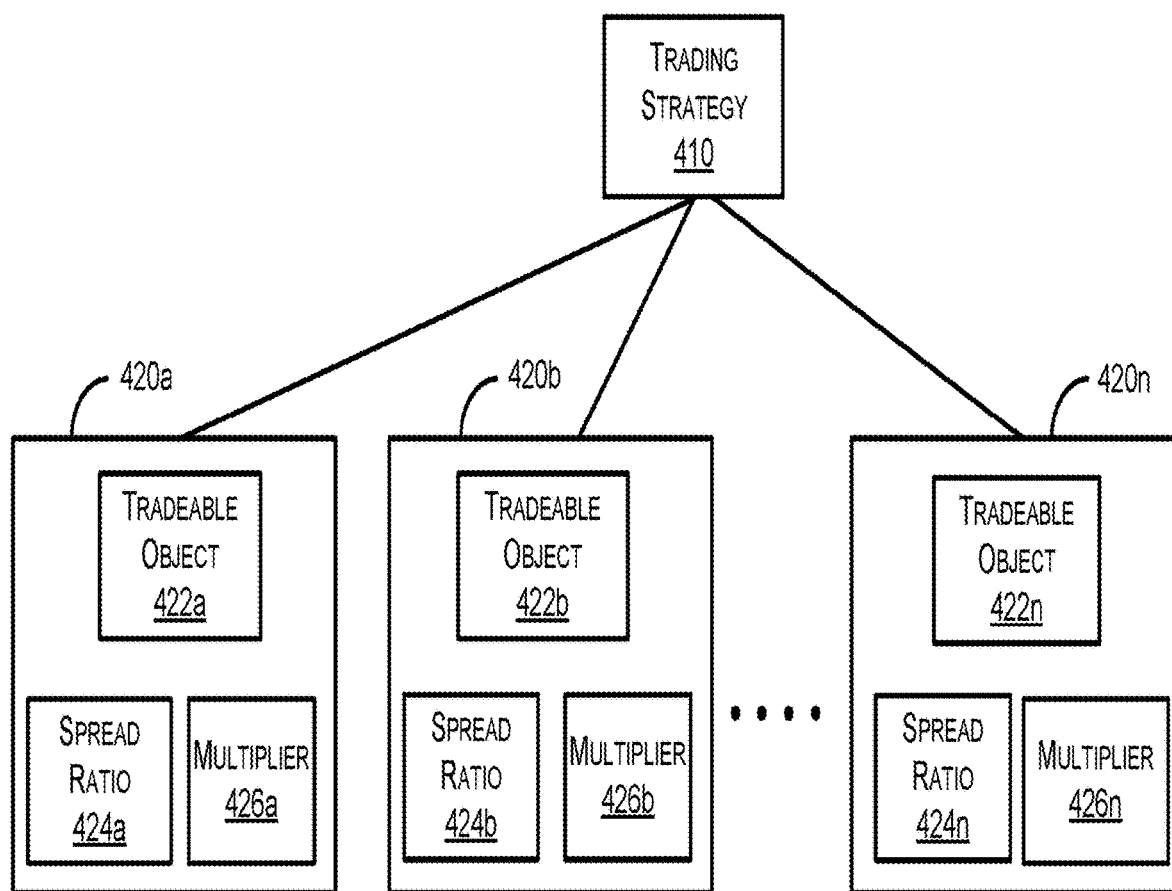 TRADING
STRATEGY
410
420a
420b
420n
TRADEABLE
OBJECT
422a
TRADEABLE
OBJECT
422b
TRADEABLE
OBJECT
422n
SPREAD
RATIO
424a
MULTIPLIER
426a
SPREAD
RATIO
424b
MULTIPLIER
426b
SPREAD
RATIO
424n
MULTIPLIER
426n